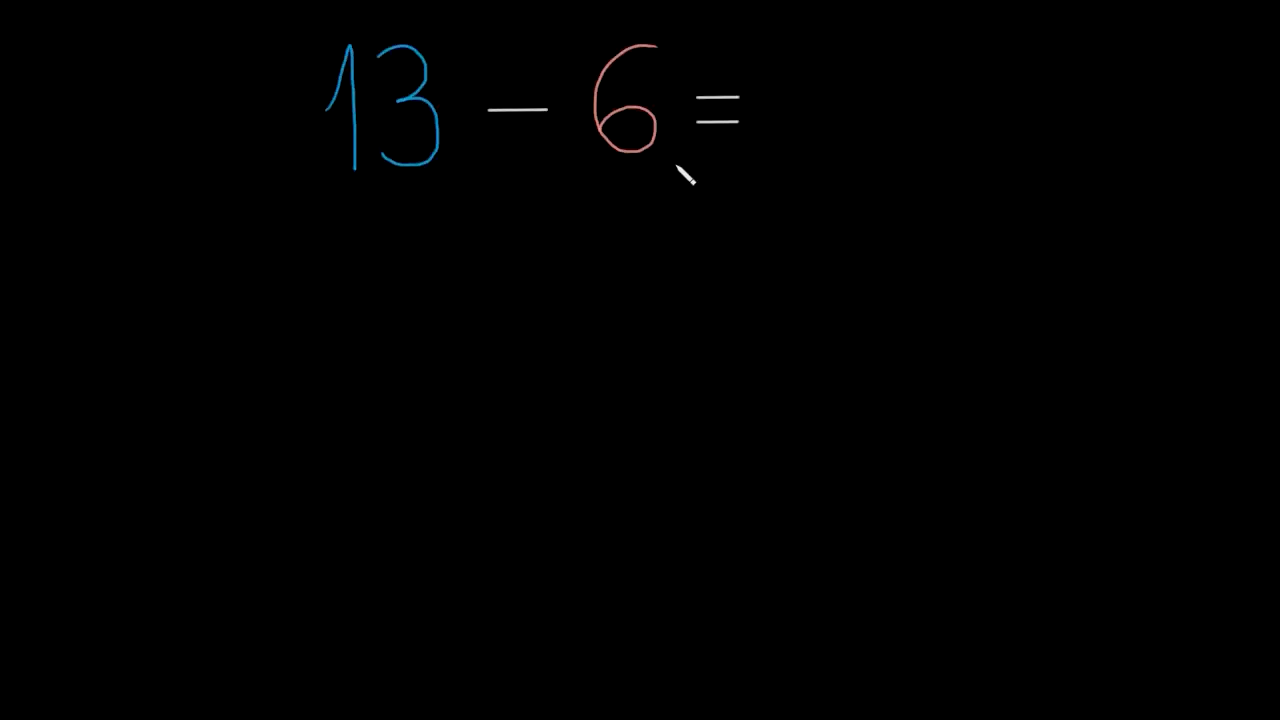 13 — 6 =